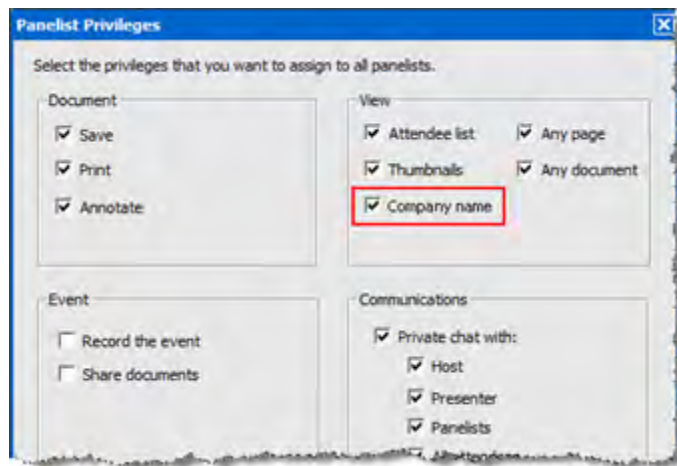 Panelist Privileges
Select the privileges that you want to assign to all panelists.
Document
Save
Print
Annotate
View
Attendee list
Any page
Thumbnails
Any document
Company name
Event
Record the event
Share documents
Communications
Private chat with:
Host
Presenter
Panelists